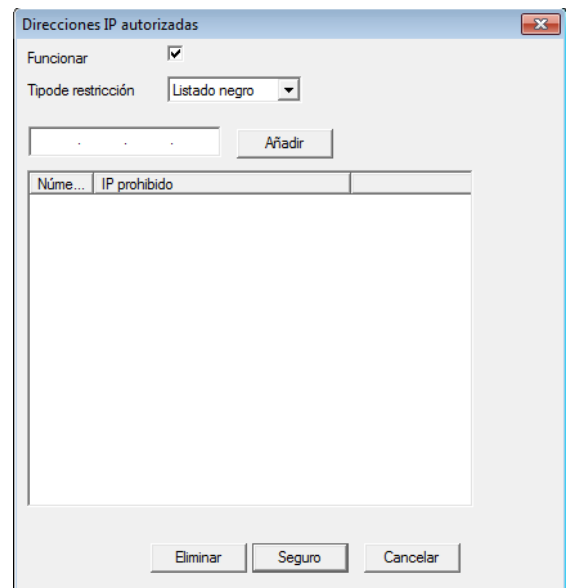 Direcciones IP autorizadas
Funcionar
Tipode restricción Listado negro
. . . Añadir
Núme... IP prohibido
Eliminar Seguro Cancelar